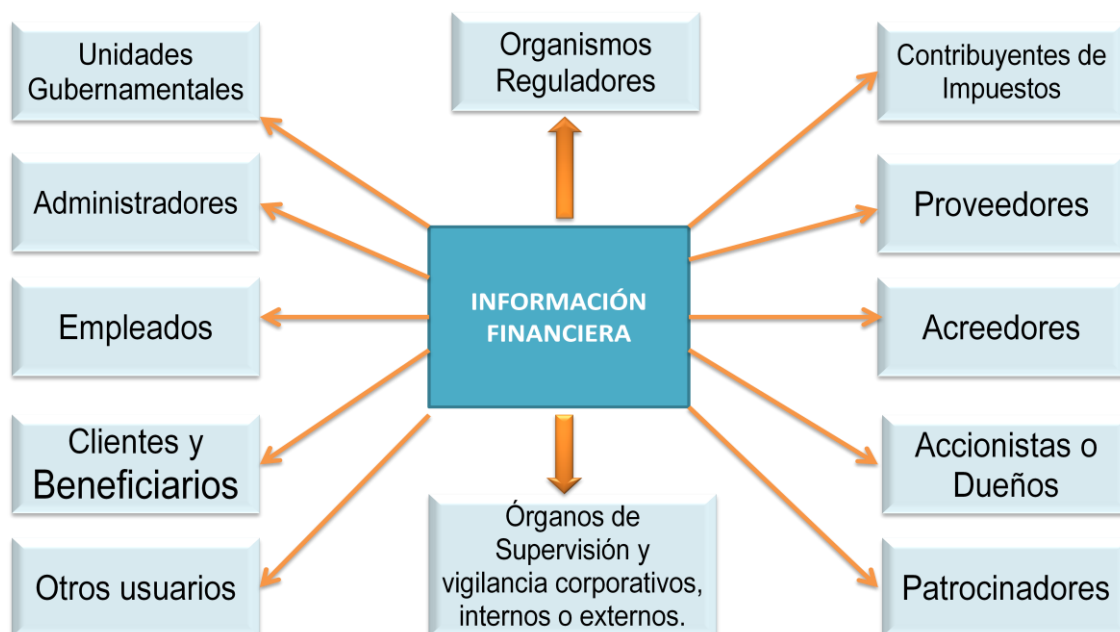 Unidades
Gubernamentales
Organismos
Reguladores
Contribuyentes de
Impuestos
Administradores
Proveedores
INFORMACIÓN
FINANCIERA
Empleados
Acreedores
Clientes y
Beneficiarios
Accionistas o
Dueños
Órganos de
Supervisión y
vigilancia corporativos,
internos o externos.
Otros usuarios
Patrocinadores